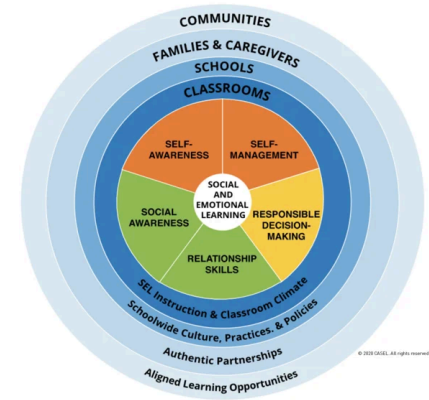 COMMUNITIES
FAMILIES & CAREGIVERS
SCHOOLS
CLASSROOMS
SELF-
AWARENESS
SELF-
MANAGEMENT
SOCIAL
AND
EMOTIONAL
LEARNING
SOCIAL
AWARENESS
RESPONSIBLE
DECISION-
MAKING
RELATIONSHIP
SKILLS
SEL Instruction & Classroom Climate
Schoolwide Culture, Practices. & Policies
Authentic Partnerships
Aligned Learning Opportunities
© 2020 CASEL. All rights reserved